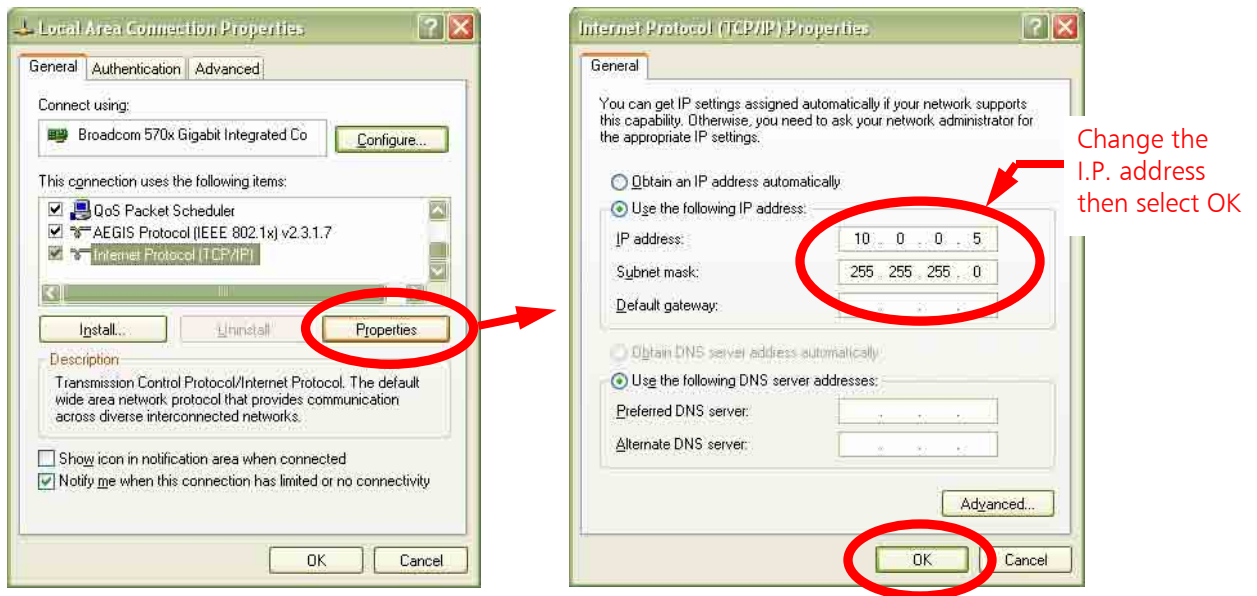 Local Area Connection Properties
General Authentication Advanced
Connect using:
Broadcom 570x Gigabit Integrated Co
Configure...
This connection uses the following items:
QoS Packet Scheduler
AEGIS Protocol (IEEE 802.1x) v2.3.1.7
Internet Protocol (TCP/IP)
Install... Uninstall Properties
Description
Transmission Control Protocol/Internet Protocol. The default
wide area network protocol that provides communication
across diverse interconnected networks.
Show icon in notification area when connected
Notify me when this connection has limited or no connectivity
OK Cancel
Internet Protocol (TCP/IP) Properties
General
You can get IP settings assigned automatically if your network supports
this capability. Otherwise, you need to ask your network administrator for
the appropriate IP settings.
Obtain an IP address automatically
Use the following IP address:
IP address: 10 . 0 . 0 . 5
Subnet mask: 255 . 255 . 255 . 0
Default gateway: . . .
Obtain DNS server address automatically
Use the following DNS server addresses:
Preferred DNS server: . . .
Alternate DNS server: . . .
Advanced...
OK Cancel
Change the
I.P. address
then select OK